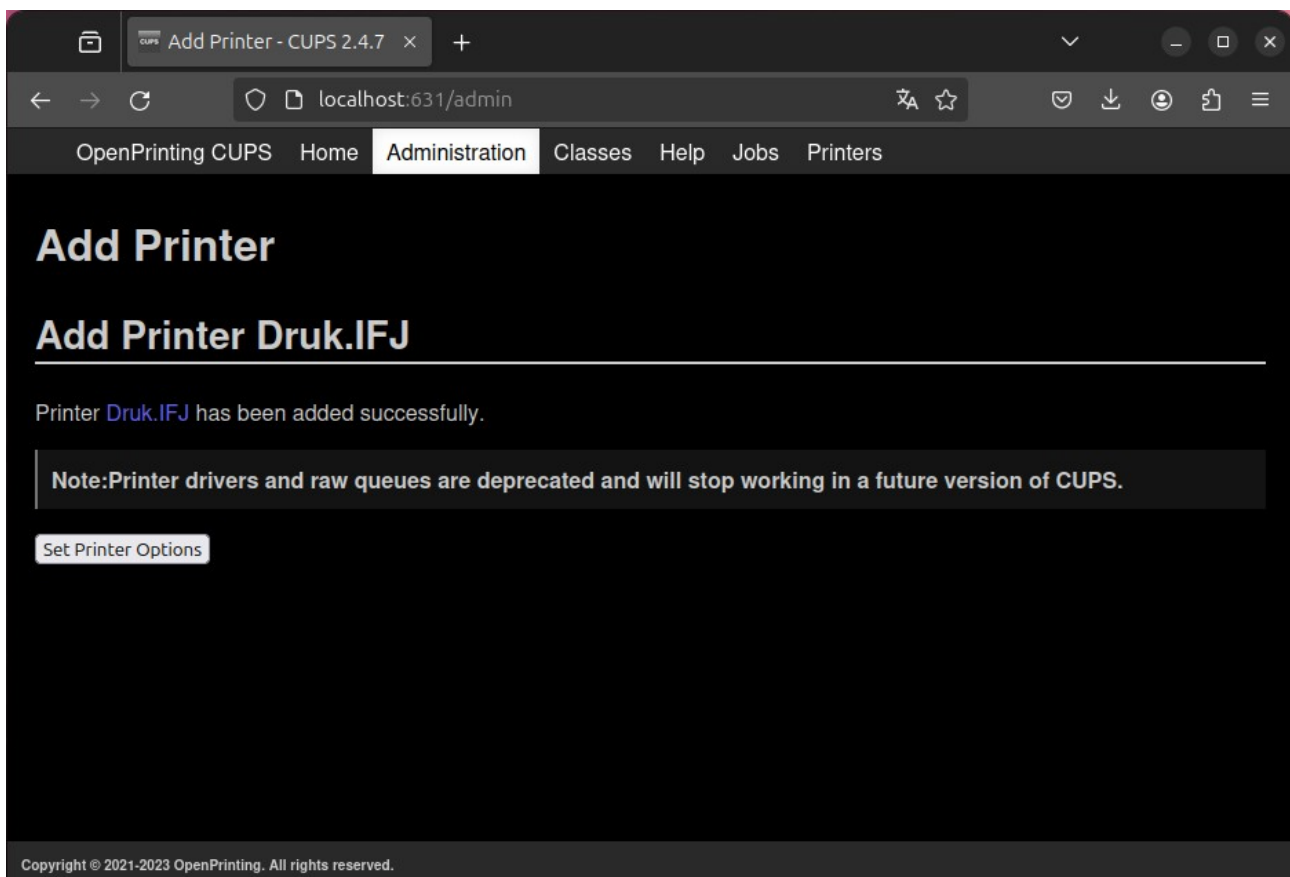 CUPS Add Printer - CUPS 2.4.7
localhost:631/admin
OpenPrinting CUPS Home Administration Classes Help Jobs Printers
Add Printer
Add Printer Druk.IFJ
Printer Druk.IFJ has been added successfully.
Note:Printer drivers and raw queues are deprecated and will stop working in a future version of CUPS.
Set Printer Options
Copyright © 2021-2023 OpenPrinting. All rights reserved.